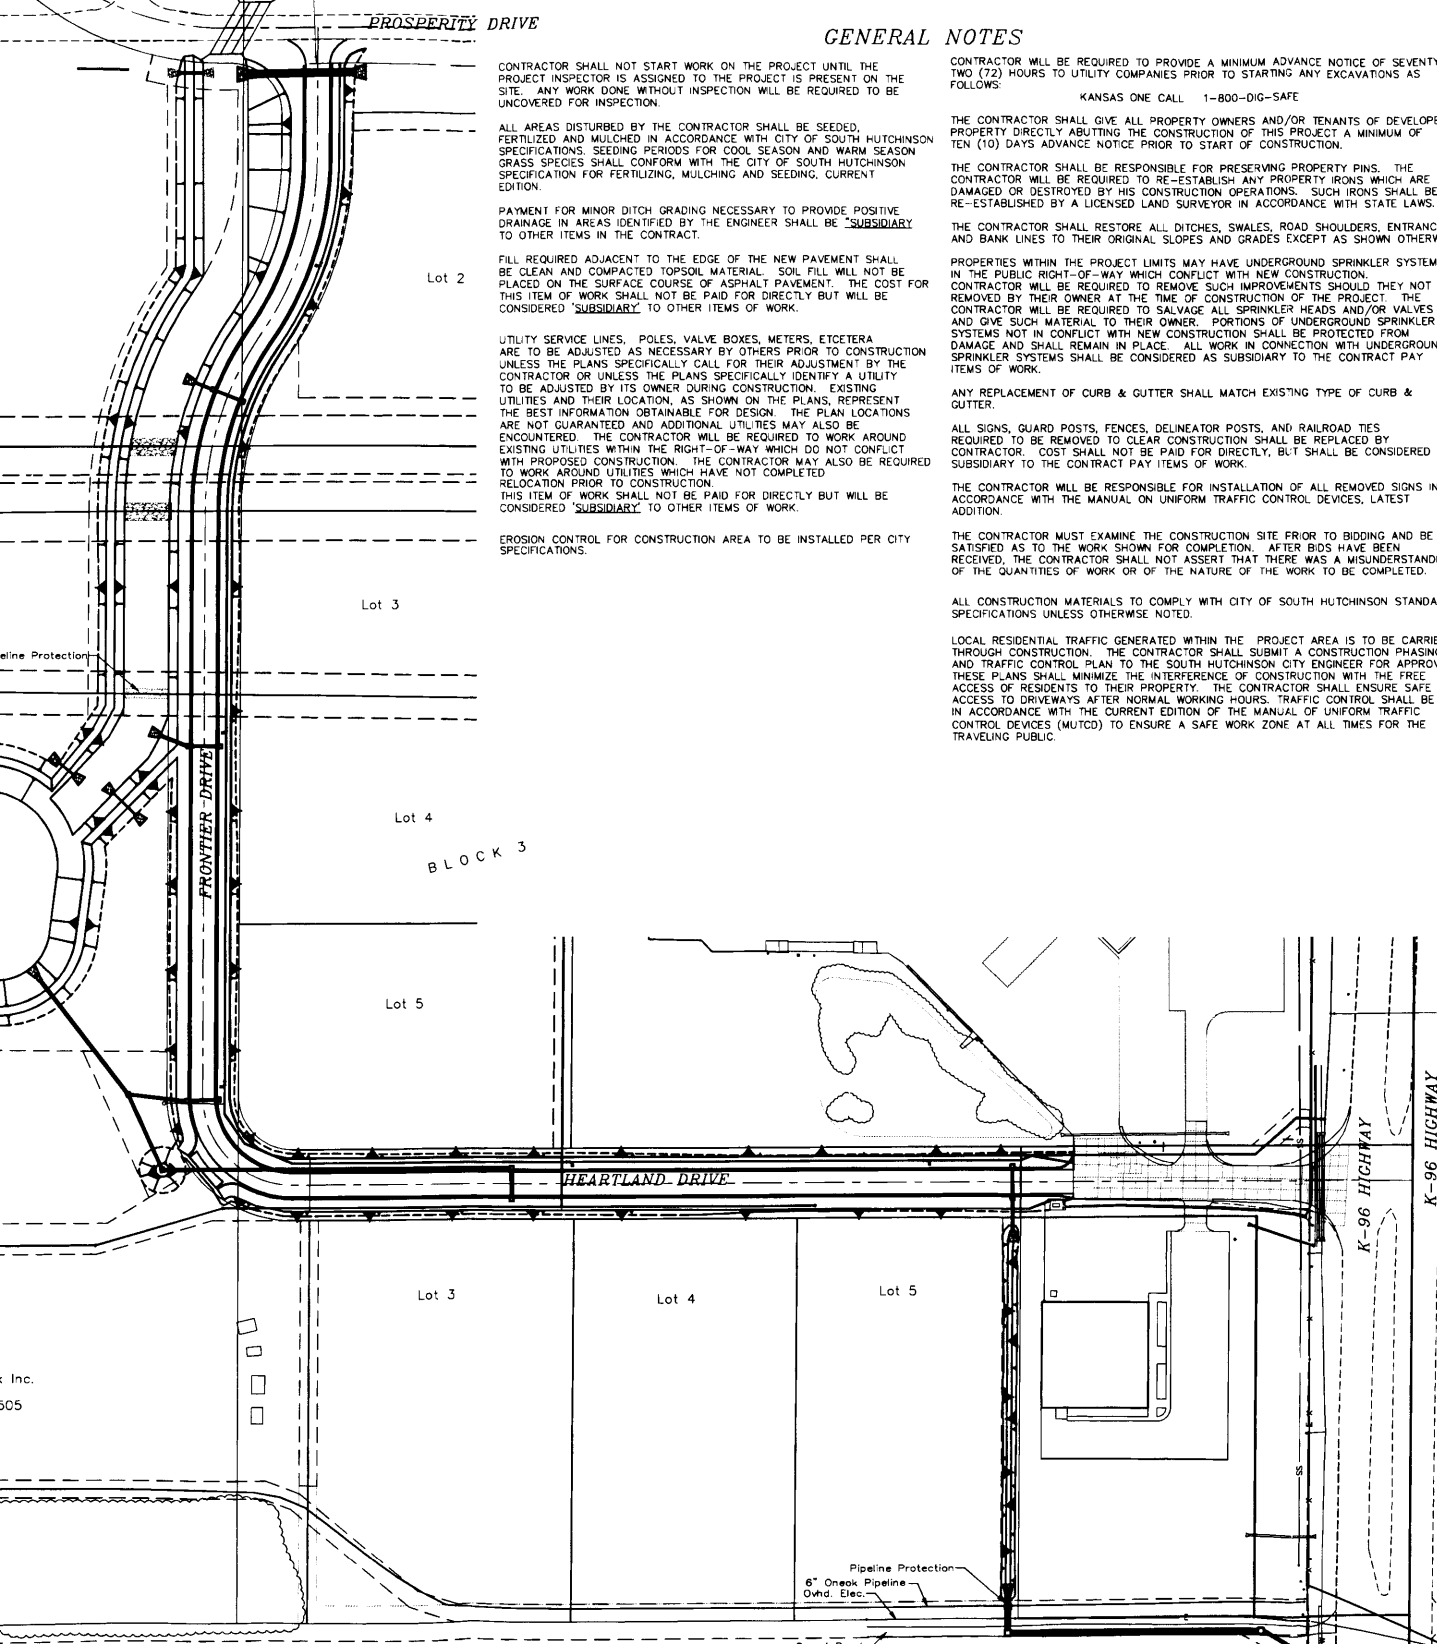 PROSPERITY DRIVE
GENERAL NOTES
CONTRACTOR SHALL NOT START WORK ON THE PROJECT UNTIL THE
PROJECT INSPECTOR IS ASSIGNED TO THE PROJECT IS PRESENT ON THE
SITE. ANY WORK DONE WITHOUT INSPECTION WILL BE REQUIRED TO BE
UNCOVERED FOR INSPECTION.
ALL AREAS DISTURBED BY THE CONTRACTOR SHALL BE SEEDED,
FERTILIZED AND MULCHED IN ACCORDANCE WITH CITY OF SOUTH HUTCHINSON
SPECIFICATIONS. SEEDING PERIODS FOR COOL SEASON AND WARM SEASON
GRASS SPECIES SHALL CONFORM WITH THE CITY OF SOUTH HUTCHINSON
SPECIFICATION FOR FERTILIZING, MULCHING AND SEEDING, CURRENT
EDITION.
PAYMENT FOR MINOR DITCH GRADING NECESSARY TO PROVIDE POSITIVE
DRAINAGE IN AREAS IDENTIFIED BY THE ENGINEER SHALL BE "SUBSIDIARY
TO OTHER ITEMS IN THE CONTRACT.
FILL REQUIRED ADJACENT TO THE EDGE OF THE NEW PAVEMENT SHALL
BE CLEAN AND COMPACTED TOPSOIL MATERIAL. SOIL FILL WILL NOT BE
PLACED ON THE SURFACE COURSE OF ASPHALT PAVEMENT. THE COST FOR
THIS ITEM OF WORK SHALL NOT BE PAID FOR DIRECTLY BUT WILL BE
CONSIDERED 'SUBSIDIARY' TO OTHER ITEMS OF WORK.
UTILITY SERVICE LINES, POLES, VALVE BOXES, METERS, ETCETERA
ARE TO BE ADJUSTED AS NECESSARY BY OTHERS PRIOR TO CONSTRUCTION
UNLESS THE PLANS SPECIFICALLY CALL FOR THEIR ADJUSTMENT BY THE
CONTRACTOR OR UNLESS THE PLANS SPECIFICALLY IDENTIFY A UTILITY
TO BE ADJUSTED BY ITS OWNER DURING CONSTRUCTION. EXISTING
UTILITIES AND THEIR LOCATION, AS SHOWN ON THE PLANS, REPRESENT
THE BEST INFORMATION OBTAINABLE FOR DESIGN. THE PLAN LOCATIONS
ARE NOT GUARANTEED AND ADDITIONAL UTILITIES MAY ALSO BE
ENCOUNTERED. THE CONTRACTOR WILL BE REQUIRED TO WORK AROUND
EXISTING UTILITIES WITHIN THE RIGHT-OF-WAY WHICH DO NOT CONFLICT
WITH PROPOSED CONSTRUCTION. THE CONTRACTOR MAY ALSO BE REQUIRED
TO WORK AROUND UTILITIES WHICH HAVE NOT COMPLETED
RELOCATION PRIOR TO CONSTRUCTION.
THIS ITEM OF WORK SHALL NOT BE PAID FOR DIRECTLY BUT WILL BE
CONSIDERED 'SUBSIDIARY' TO OTHER ITEMS OF WORK.
EROSION CONTROL FOR CONSTRUCTION AREA TO BE INSTALLED PER CITY
SPECIFICATIONS.
CONTRACTOR WILL BE REQUIRED TO PROVIDE A MINIMUM ADVANCE NOTICE OF SEVENTY
TWO (72) HOURS TO UTILITY COMPANIES PRIOR TO STARTING ANY EXCAVATIONS AS
FOLLOWS:
KANSAS ONE CALL 1-800-DIG-SAFE
THE CONTRACTOR SHALL GIVE ALL PROPERTY OWNERS AND/OR TENANTS OF DEVELOPE
PROPERTY DIRECTLY ABUTTING THE CONSTRUCTION OF THIS PROJECT A MINIMUM OF
TEN (10) DAYS ADVANCE NOTICE PRIOR TO START OF CONSTRUCTION.
THE CONTRACTOR SHALL BE RESPONSIBLE FOR PRESERVING PROPERTY PINS. THE
CONTRACTOR WILL BE REQUIRED TO RE-ESTABLISH ANY PROPERTY IRONS WHICH ARE
DAMAGED OR DESTROYED BY HIS CONSTRUCTION OPERATIONS. SUCH IRONS SHALL BE
RE-ESTABLISHED BY A LICENSED LAND SURVEYOR IN ACCORDANCE WITH STATE LAWS.
THE CONTRACTOR SHALL RESTORE ALL DITCHES, SWALES, ROAD SHOULDERS, ENTRANC
AND BANK LINES TO THEIR ORIGINAL SLOPES AND GRADES EXCEPT AS SHOWN OTHERW
PROPERTIES WITHIN THE PROJECT LIMITS MAY HAVE UNDERGROUND SPRINKLER SYSTEM
IN THE PUBLIC RIGHT-OF-WAY WHICH CONFLICT WITH NEW CONSTRUCTION.
CONTRACTOR WILL BE REQUIRED TO REMOVE SUCH IMPROVEMENTS SHOULD THEY NOT
REMOVED BY THEIR OWNER AT THE TIME OF CONSTRUCTION OF THE PROJECT. THE
CONTRACTOR WILL BE REQUIRED TO SALVAGE ALL SPRINKLER HEADS AND/OR VALVES
AND GIVE SUCH MATERIAL TO THEIR OWNER. PORTIONS OF UNDERGROUND SPRINKLER
SYSTEMS NOT IN CONFLICT WITH NEW CONSTRUCTION SHALL BE PROTECTED FROM
DAMAGE AND SHALL REMAIN IN PLACE. ALL WORK IN CONNECTION WITH UNDERGROUN
SPRINKLER SYSTEMS SHALL BE CONSIDERED AS SUBSIDIARY TO THE CONTRACT PAY
ITEMS OF WORK.
ANY REPLACEMENT OF CURB & GUTTER SHALL MATCH EXISTING TYPE OF CURB &
GUTTER.
ALL SIGNS, GUARD POSTS, FENCES, DELINEATOR POSTS, AND RAILROAD TIES
REQUIRED TO BE REMOVED TO CLEAR CONSTRUCTION SHALL BE REPLACED BY
CONTRACTOR. COST SHALL NOT BE PAID FOR DIRECTLY, BUT SHALL BE CONSIDERED
SUBSIDIARY TO THE CONTRACT PAY ITEMS OF WORK.
THE CONTRACTOR WILL BE RESPONSIBLE FOR INSTALLATION OF ALL REMOVED SIGNS IN
ACCORDANCE WITH THE MANUAL ON UNIFORM TRAFFIC CONTROL DEVICES, LATEST
ADDITION.
THE CONTRACTOR MUST EXAMINE THE CONSTRUCTION SITE PRIOR TO BIDDING AND BE
SATISFIED AS TO THE WORK SHOWN FOR COMPLETION. AFTER BIDS HAVE BEEN
RECEIVED, THE CONTRACTOR SHALL NOT ASSERT THAT THERE WAS A MISUNDERSTAND
OF THE QUANTITIES OF WORK OR OF THE NATURE OF THE WORK TO BE COMPLETED.
ALL CONSTRUCTION MATERIALS TO COMPLY WITH CITY OF SOUTH HUTCHINSON STANDA
SPECIFICATIONS UNLESS OTHERWISE NOTED.
LOCAL RESIDENTIAL TRAFFIC GENERATED WITHIN THE PROJECT AREA IS TO BE CARRIE
THROUGH CONSTRUCTION. THE CONTRACTOR SHALL SUBMIT A CONSTRUCTION PHASING
AND TRAFFIC CONTROL PLAN TO THE SOUTH HUTCHINSON CITY ENGINEER FOR APPROV
THESE PLANS SHALL MINIMIZE THE INTERFERENCE OF CONSTRUCTION WITH THE FREE
ACCESS OF RESIDENTS TO THEIR PROPERTY. THE CONTRACTOR SHALL ENSURE SAFE
ACCESS TO DRIVEWAYS AFTER NORMAL WORKING HOURS. TRAFFIC CONTROL SHALL BE
IN ACCORDANCE WITH THE CURRENT EDITION OF THE MANUAL OF UNIFORM TRAFFIC
CONTROL DEVICES (MUTCD) TO ENSURE A SAFE WORK ZONE AT ALL TIMES FOR THE
TRAVELING PUBLIC.
Lot 2
Lot 3
eline Protection
FRONTIER DRIVE
Lot 4
BLOCK 3
Lot 5
HEARTLAND DRIVE
K-96 HIGHWAY
K-96 HIGHWAY
SS
Lot 3
Lot 4
Lot 5
x Inc.
505
SS
Pipeline Protection
6" Oneok Pipeline
Ovhd. Elec.